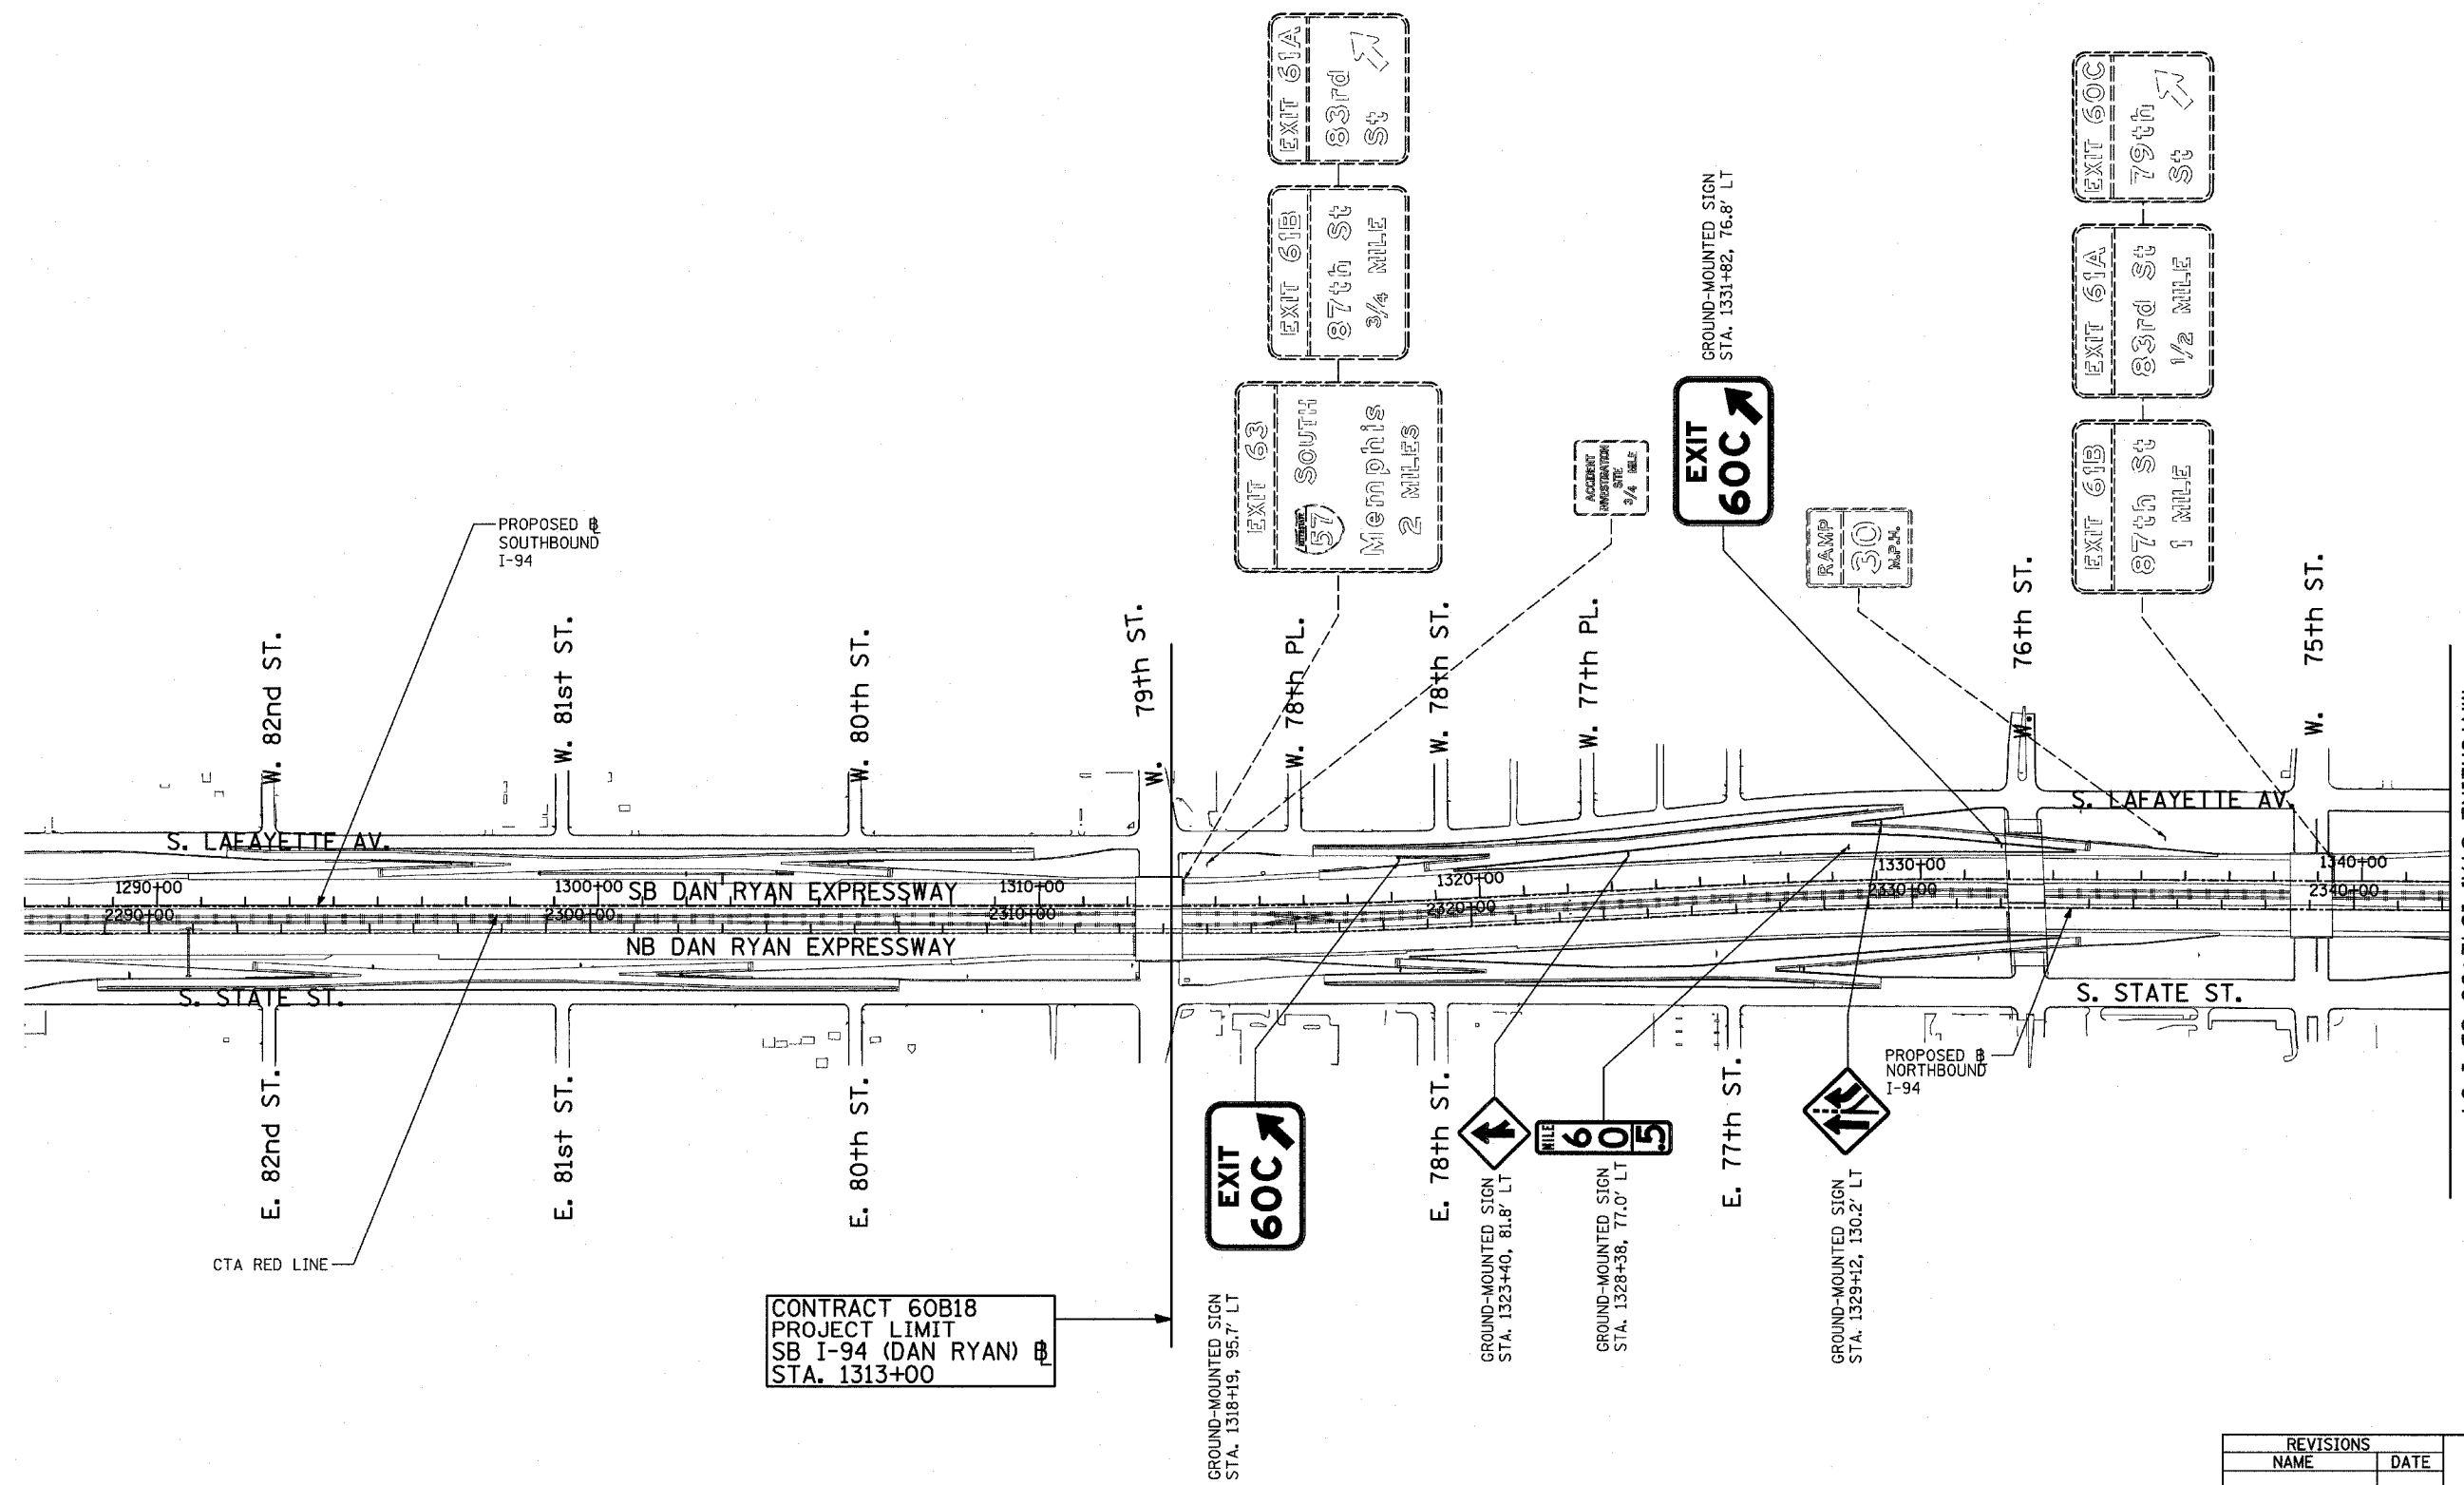 EXIT 61A
83rd
St
EXIT 61B
87th St
3/4 MILE
EXIT 63
INTERSTATE
57
SOUTH
Memphis
2 MILES
ACCIDENT
INVESTIGATION
SITE
3/4 MILE
GROUND-MOUNTED SIGN
STA. 1331+82, 76.8' LT
EXIT
60C
RAMP
30
M.P.H.
EXIT 60C
79th
St
EXIT 61A
83rd St
1/2 MILE
EXIT 61B
87th St
1 MILE
PROPOSED ℄
SOUTHBOUND
I-94
W. 82nd ST.
W. 81st ST.
W. 80th ST.
W. 79th ST.
W. 78th PL.
W. 78th ST.
W. 77th PL.
W. 76th ST.
W. 75th ST.
S. LAFAYETTE AV.
S. LAFAYETTE AV.
1290+00
1300+00
SB DAN RYAN EXPRESSWAY
1310+00
1320+00
1330+00
1340+00
2290+00
2300+00
2310+00
2320+00
2330+00
2340+00
NB DAN RYAN EXPRESSWAY
S. STATE ST.
S. STATE ST.
E. 82nd ST.
E. 81st ST.
E. 80th ST.
E. 78th ST.
E. 77th ST.
PROPOSED ℄
NORTHBOUND
I-94
CTA RED LINE
CONTRACT 60B18
PROJECT LIMIT
SB I-94 (DAN RYAN) ℄
STA. 1313+00
EXIT
60C
GROUND-MOUNTED SIGN
STA. 1318+19, 95.7' LT
GROUND-MOUNTED SIGN
STA. 1323+40, 81.8' LT
MILE
6
0
.5
GROUND-MOUNTED SIGN
STA. 1328+38, 77.0' LT
GROUND-MOUNTED SIGN
STA. 1329+12, 130.2' LT
REVISIONS
NAME DATE